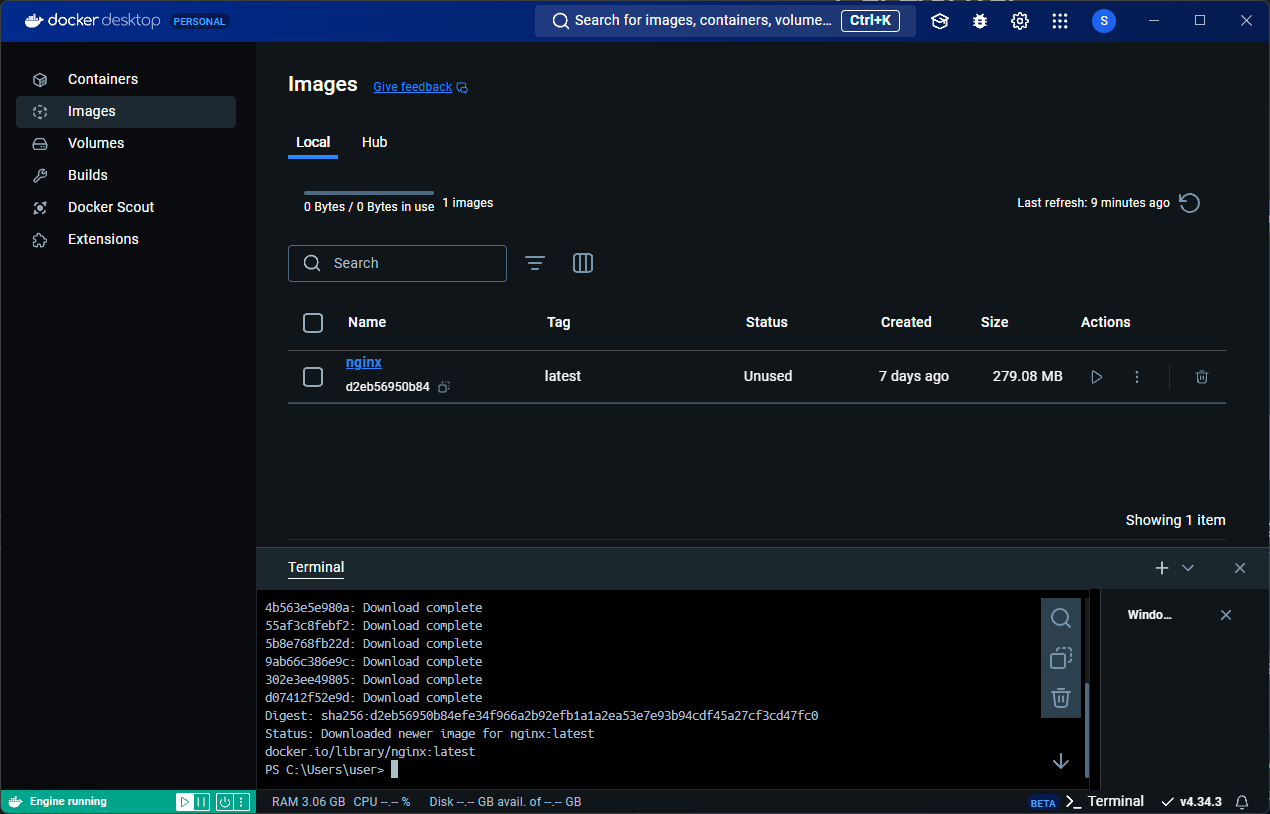 docker desktop PERSONAL Search for images, containers, volume... Ctrl+K S
Containers
Images
Volumes
Builds
Docker Scout
Extensions
Images Give feedback
Local Hub
0 Bytes / 0 Bytes in use 1 images Last refresh: 9 minutes ago
Search
Name Tag Status Created Size Actions
nginx
d2eb56950b84 latest Unused 7 days ago 279.08 MB
Showing 1 item
Terminal
4b563e5e980a: Download complete
55af3c8febf2: Download complete
5b8e768fb22d: Download complete
9ab66c386e9c: Download complete
302e3ee49805: Download complete
d07412f52e9d: Download complete
Digest: sha256:d2eb56950b84efe34f966a2b92efb1a1a2ea53e7e93b94cdf45a27cf3cd47fc0
Status: Downloaded newer image for nginx:latest
docker.io/library/nginx:latest
PS C:\Users\user>
Windo...
Engine running RAM 3.06 GB CPU --.-- % Disk --.-- GB avail. of --.-- GB BETA Terminal v4.34.3